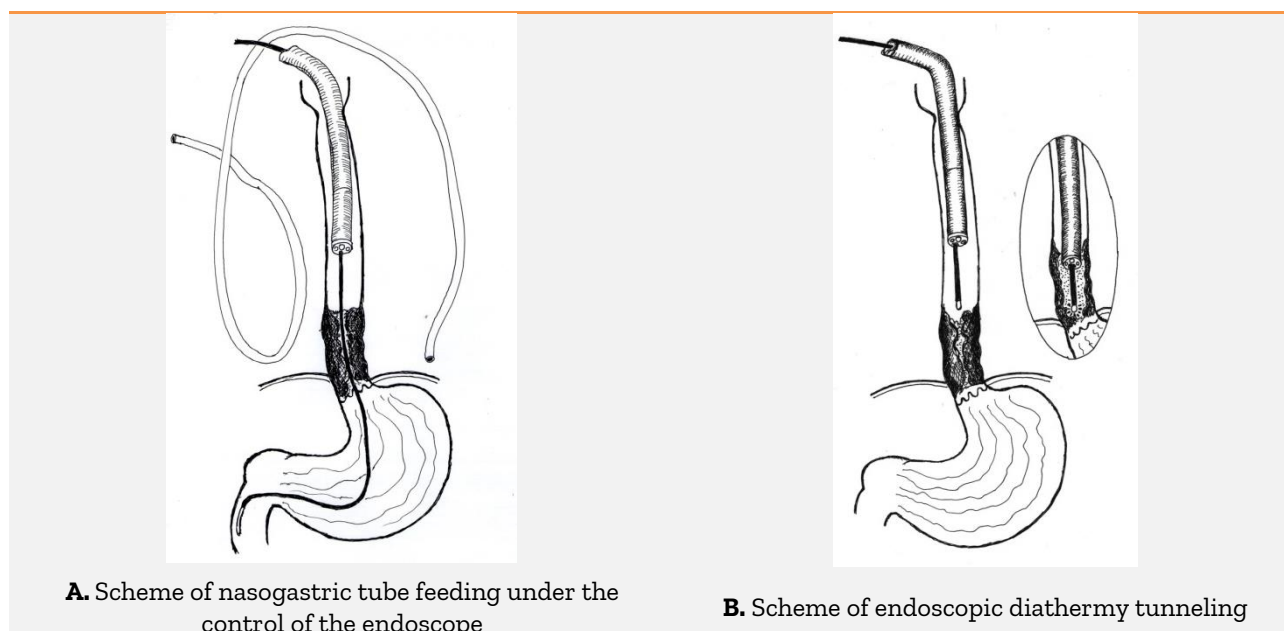 A. Scheme of nasogastric tube feeding under the
control of the endoscope
B. Scheme of endoscopic diathermy tunneling